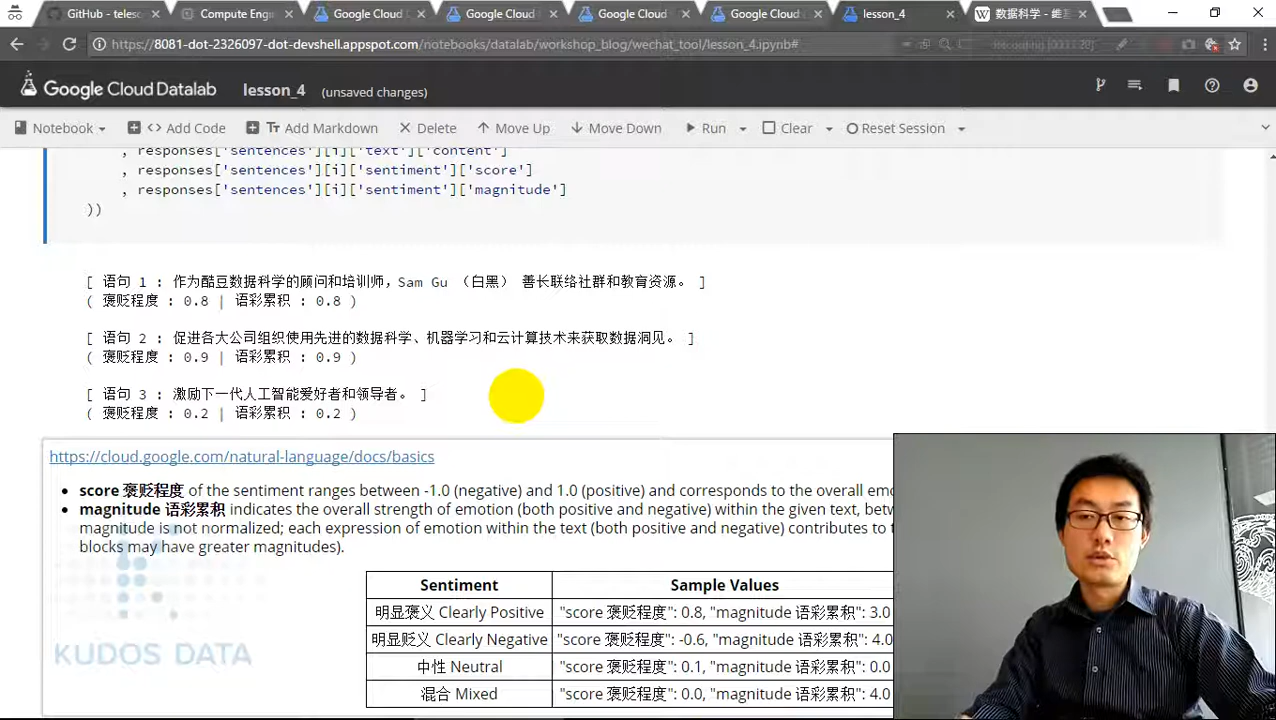 GitHub - telesc
Compute Engi
Google Cloud
Google Cloud
Google Cloud
Google Cloud
lesson_4
数据科学 - 維
https://8081-dot-2326097-dot-devshell.appspot.com/notebooks/datalab/workshop_blog/wechat_tool/lesson_4.ipynb#
Google Cloud Datalab
lesson_4
(unsaved changes)
Notebook
<> Add Code
Tт Add Markdown
Delete
Move Up
Move Down
Run
Clear
Reset Session
, responses['sentences'][i]['text']['content']
, responses['sentences'][i]['sentiment']['score']
, responses['sentences'][i]['sentiment']['magnitude']
))
[ 语句 1 : 作为酷豆数据科学的顾问和培训师，Sam Gu （白黑） 善长联络社群和教育资源。 ]
( 褒贬程度 : 0.8 | 语彩累积 : 0.8 )
[ 语句 2 : 促进各大公司组织使用先进的数据科学、机器学习和云计算技术来获取数据洞见。 ]
( 褒贬程度 : 0.9 | 语彩累积 : 0.9 )
[ 语句 3 : 激励下一代人工智能爱好者和领导者。 ]
( 褒贬程度 : 0.2 | 语彩累积 : 0.2 )
https://cloud.google.com/natural-language/docs/basics
• score 褒贬程度 of the sentiment ranges between -1.0 (negative) and 1.0 (positive) and corresponds to the overall emo
• magnitude 语彩累积 indicates the overall strength of emotion (both positive and negative) within the given text, betw
magnitude is not normalized; each expression of emotion within the text (both positive and negative) contributes to t
blocks may have greater magnitudes).
Sentiment Sample Values
明显褒义 Clearly Positive "score 褒贬程度": 0.8, "magnitude 语彩累积": 3.0
明显贬义 Clearly Negative "score 褒贬程度": -0.6, "magnitude 语彩累积": 4.0
中性 Neutral "score 褒贬程度": 0.1, "magnitude 语彩累积": 0.0
混合 Mixed "score 褒贬程度": 0.0, "magnitude 语彩累积": 4.0
KUDOS DATA